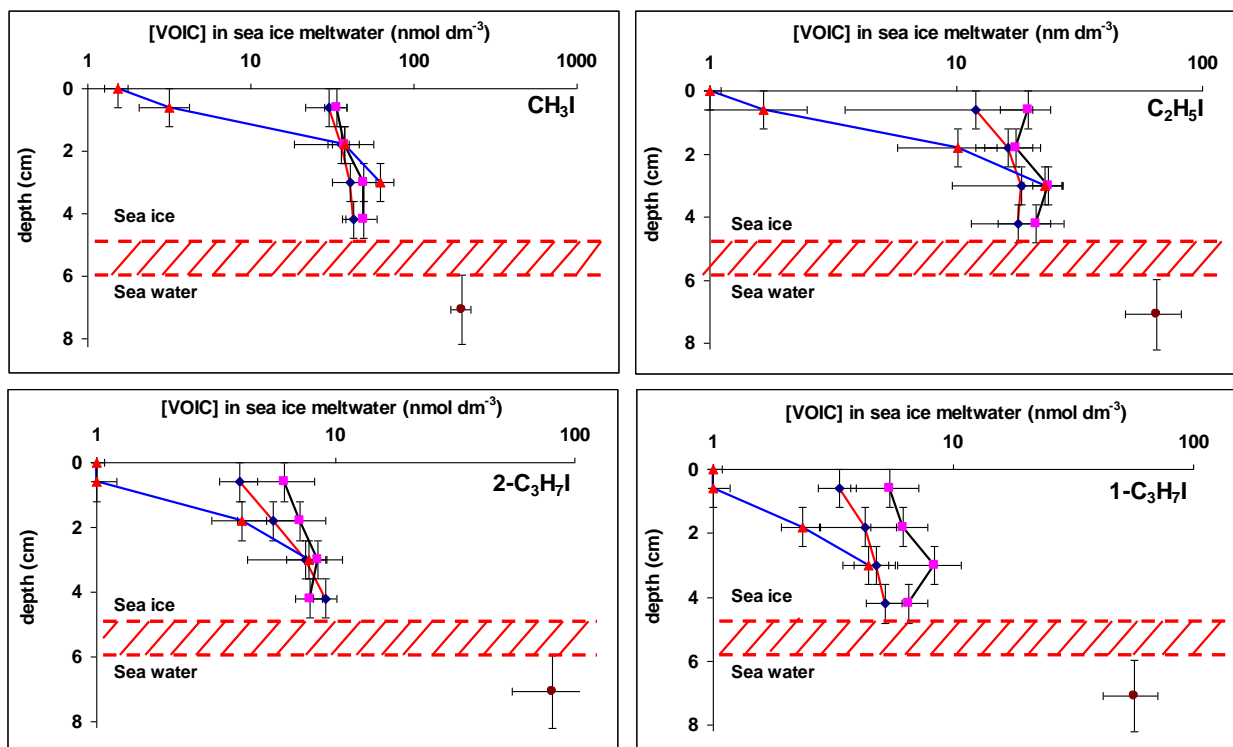 [VOIC] in sea ice meltwater (nmol dm-3)
1 10 100 1000
0
2
4
6
8
depth (cm)
CH3I
Sea ice
Sea water
[VOIC] in sea ice meltwater (nm dm-3)
1 10 100
0
2
4
6
8
depth (cm)
C2H5I
Sea ice
Sea water
[VOIC] in sea ice meltwater (nmol dm-3)
1 10 100
0
2
4
6
8
depth (cm)
2-C3H7I
Sea ice
Sea water
[VOIC] in sea ice meltwater (nmol dm-3)
1 10 100
0
2
4
6
8
depth (cm)
1-C3H7I
Sea ice
Sea water